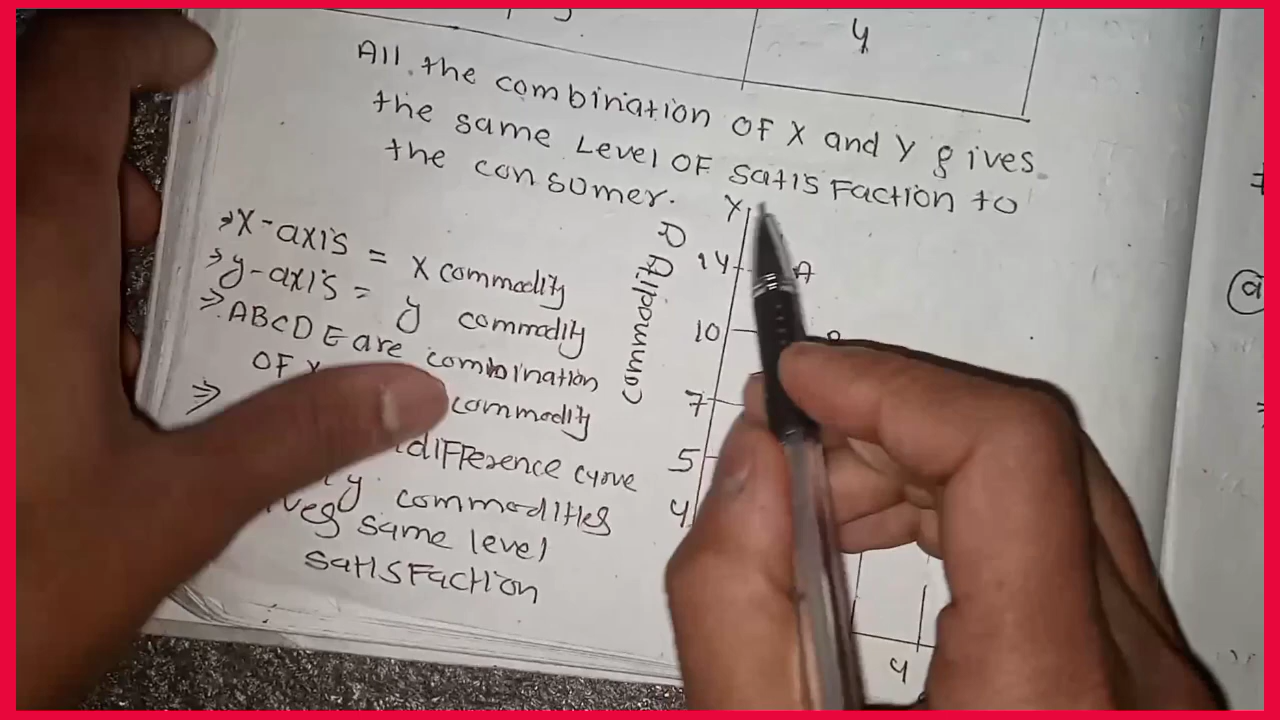 4
All the combination OF X and Y gives
the same Level OF satisFaction to
the consumer.
⇒X-axis = X commodity
⇒y-axis = y commodity
⇒ABCDE are combination
OF X commodity
⇒
difference curve
y commodities
same level
satisFaction
Y
commodity
14 A
10
7
5
4
4